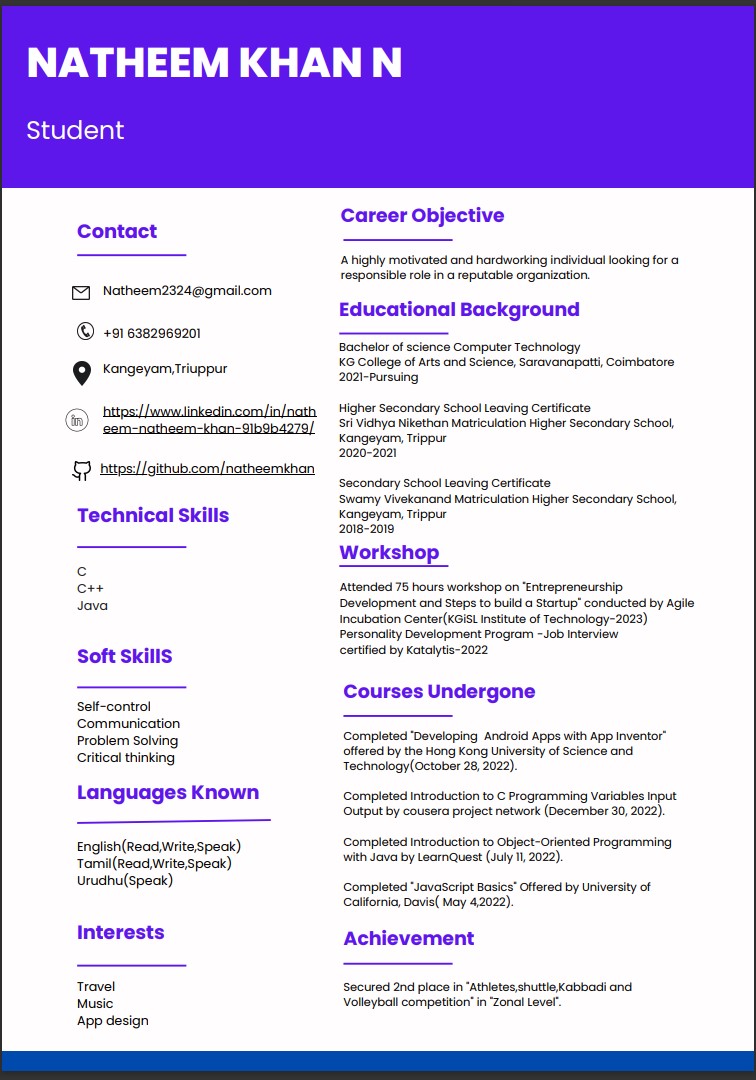 NATHEEM KHAN N
Student
Contact
Natheem2324@gmail.com
+91 6382969201
Kangeyam,Triuppur
https://www.linkedin.com/in/nath
eem-natheem-khan-91b9b4279/
https://github.com/natheemkhan
Technical Skills
C
C++
Java
Soft SkillS
Self-control
Communication
Problem Solving
Critical thinking
Languages Known
English(Read,Write,Speak)
Tamil(Read,Write,Speak)
Urudhu(Speak)
Interests
Travel
Music
App design
Career Objective
A highly motivated and hardworking individual looking for a
responsible role in a reputable organization.
Educational Background
Bachelor of science Computer Technology
KG College of Arts and Science, Saravanapatti, Coimbatore
2021-Pursuing
Higher Secondary School Leaving Certificate
Sri Vidhya Nikethan Matriculation Higher Secondary School,
Kangeyam, Trippur
2020-2021
Secondary School Leaving Certificate
Swamy Vivekanand Matriculation Higher Secondary School,
Kangeyam, Trippur
2018-2019
Workshop
Attended 75 hours workshop on "Entrepreneurship
Development and Steps to build a Startup" conducted by Agile
Incubation Center(KGiSL Institute of Technology-2023)
Personality Development Program -Job Interview
certified by Katalytis-2022
Courses Undergone
Completed "Developing  Android Apps with App Inventor"
offered by the Hong Kong University of Science and
Technology(October 28, 2022).
Completed Introduction to C Programming Variables Input
Output by cousera project network (December 30, 2022).
Completed Introduction to Object-Oriented Programming
with Java by LearnQuest (July 11, 2022).
Completed "JavaScript Basics" Offered by University of
California, Davis( May 4,2022).
Achievement
Secured 2nd place in "Athletes,shuttle,Kabbadi and
Volleyball competition" in "Zonal Level".